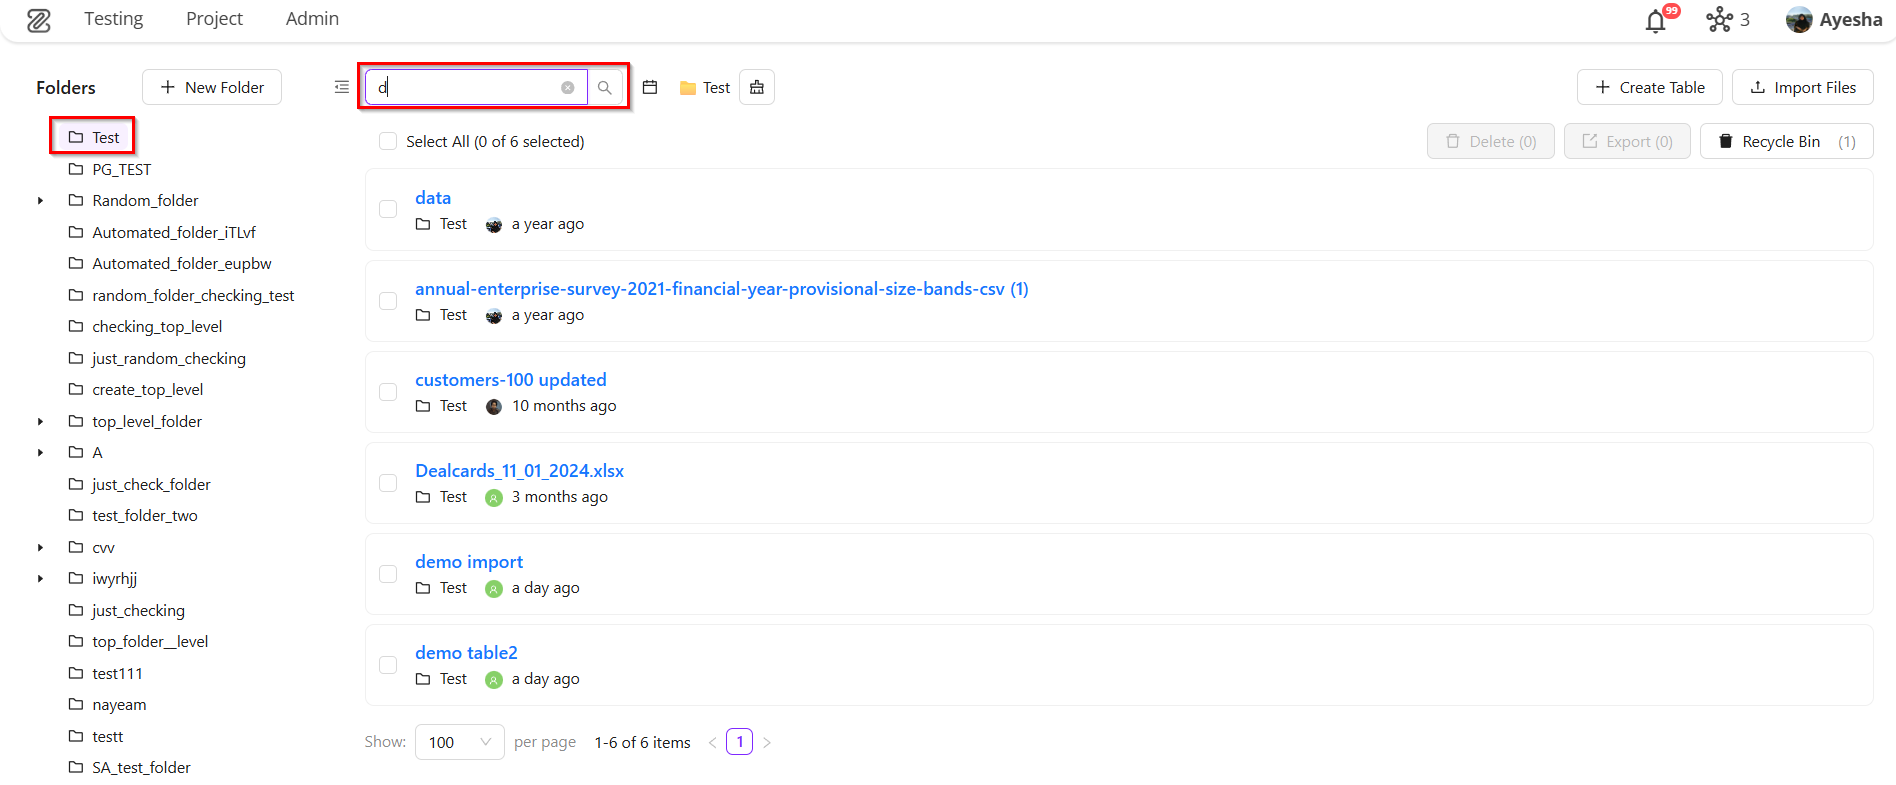 Testing Project Admin 99 3 Ayesha
Folders + New Folder d Test + Create Table Import Files
Select All (0 of 6 selected) Delete (0) Export (0) Recycle Bin (1)
Test
PG_TEST
Random_folder
Automated_folder_iTLvf
Automated_folder_eupbw
random_folder_checking_test
checking_top_level
just_random_checking
create_top_level
top_level_folder
A
just_check_folder
test_folder_two
cvv
iwyrhjj
just_checking
top_folder__level
test111
nayeam
testt
SA_test_folder
data
Test a year ago
annual-enterprise-survey-2021-financial-year-provisional-size-bands-csv (1)
Test a year ago
customers-100 updated
Test 10 months ago
Dealcards_11_01_2024.xlsx
Test 3 months ago
demo import
Test a day ago
demo table2
Test a day ago
Show: 100 per page 1-6 of 6 items < 1 >